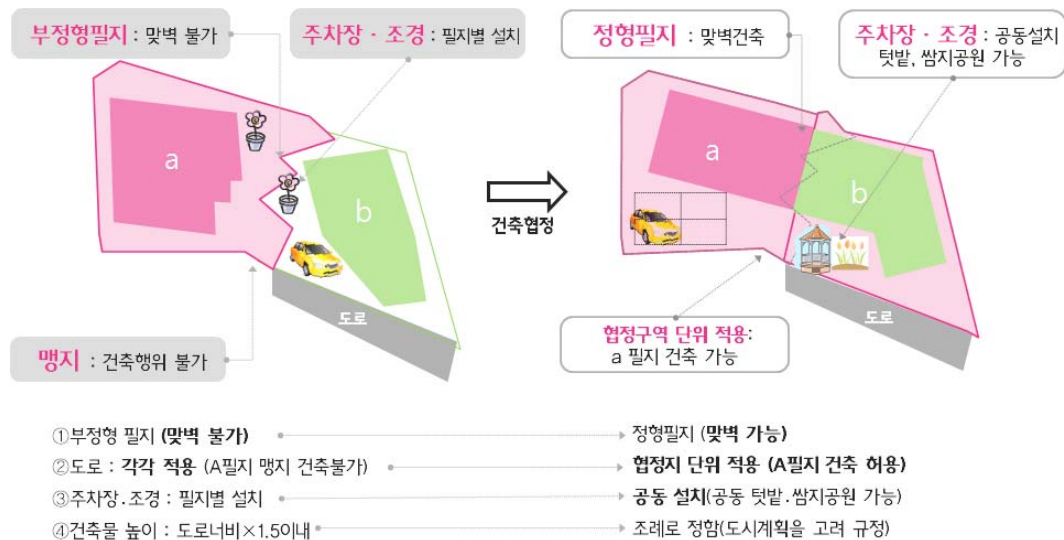 부정형필지 : 맞벽 불가
주차장 · 조경 : 필지별 설치
정형필지 : 맞벽건축
주차장 · 조경 : 공동설치
텃밭, 쌈지공원 가능
a
b
도로
맹지 : 건축행위 불가
건축협정
a
b
도로
협정구역 단위 적용:
a 필지 건축 가능
①부정형 필지 (맞벽 불가) 정형필지 (맞벽 가능)
②도로 : 각각 적용 (A필지 맹지 건축불가) 협정지 단위 적용 (A필지 건축 허용)
③주차장.조경 : 필지별 설치 공동 설치(공동 텃밭.쌈지공원 가능)
④건축물 높이 : 도로너비×1.5이내 조례로 정함(도시계획을 고려 규정)